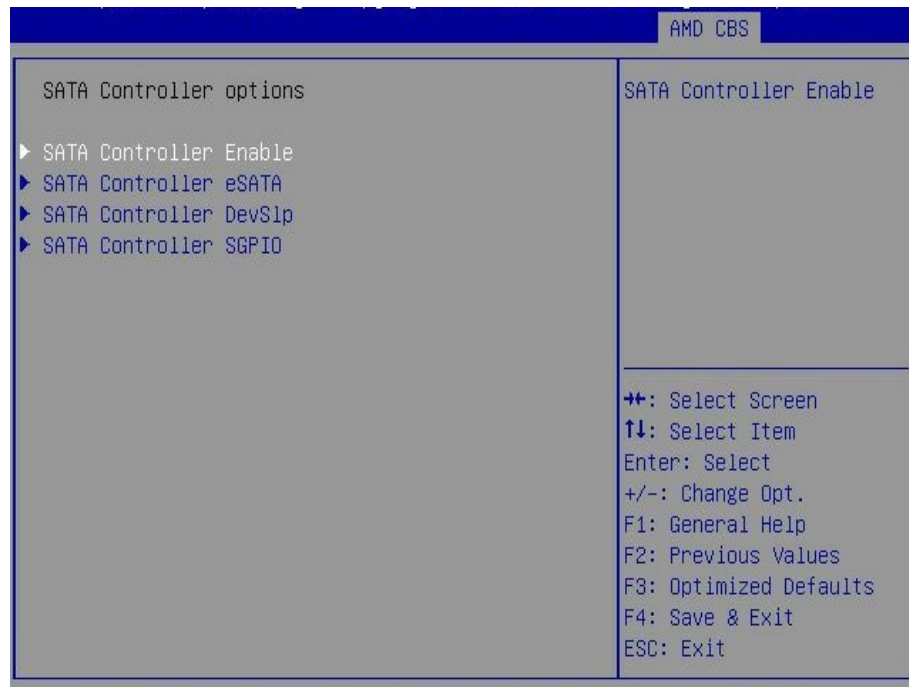 AMD CBS
SATA Controller options
SATA Controller Enable
SATA Controller eSATA
SATA Controller DevSlp
SATA Controller SGPIO
SATA Controller Enable
→←: Select Screen
↑↓: Select Item
Enter: Select
+/-: Change Opt.
F1: General Help
F2: Previous Values
F3: Optimized Defaults
F4: Save & Exit
ESC: Exit